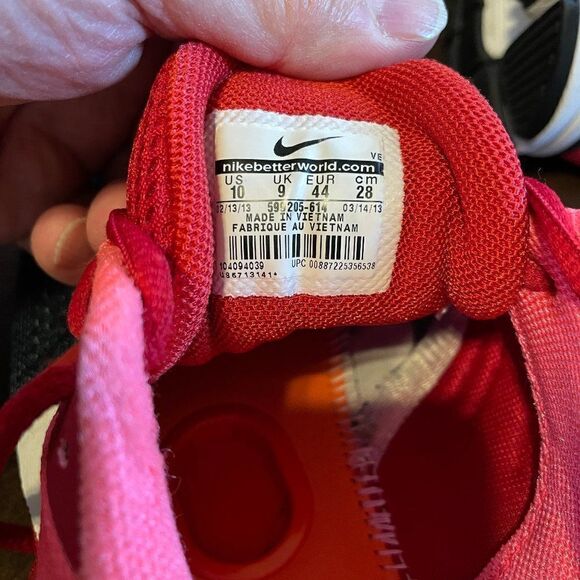 VE
nikebetterworld.com
US UK EUR cm
10 9 44 28
02/13/13 599205-614 03/14/13
MADE IN VIETNAM
FABRIQUE AU VIETNAM
104094039 UPC 00887225356538